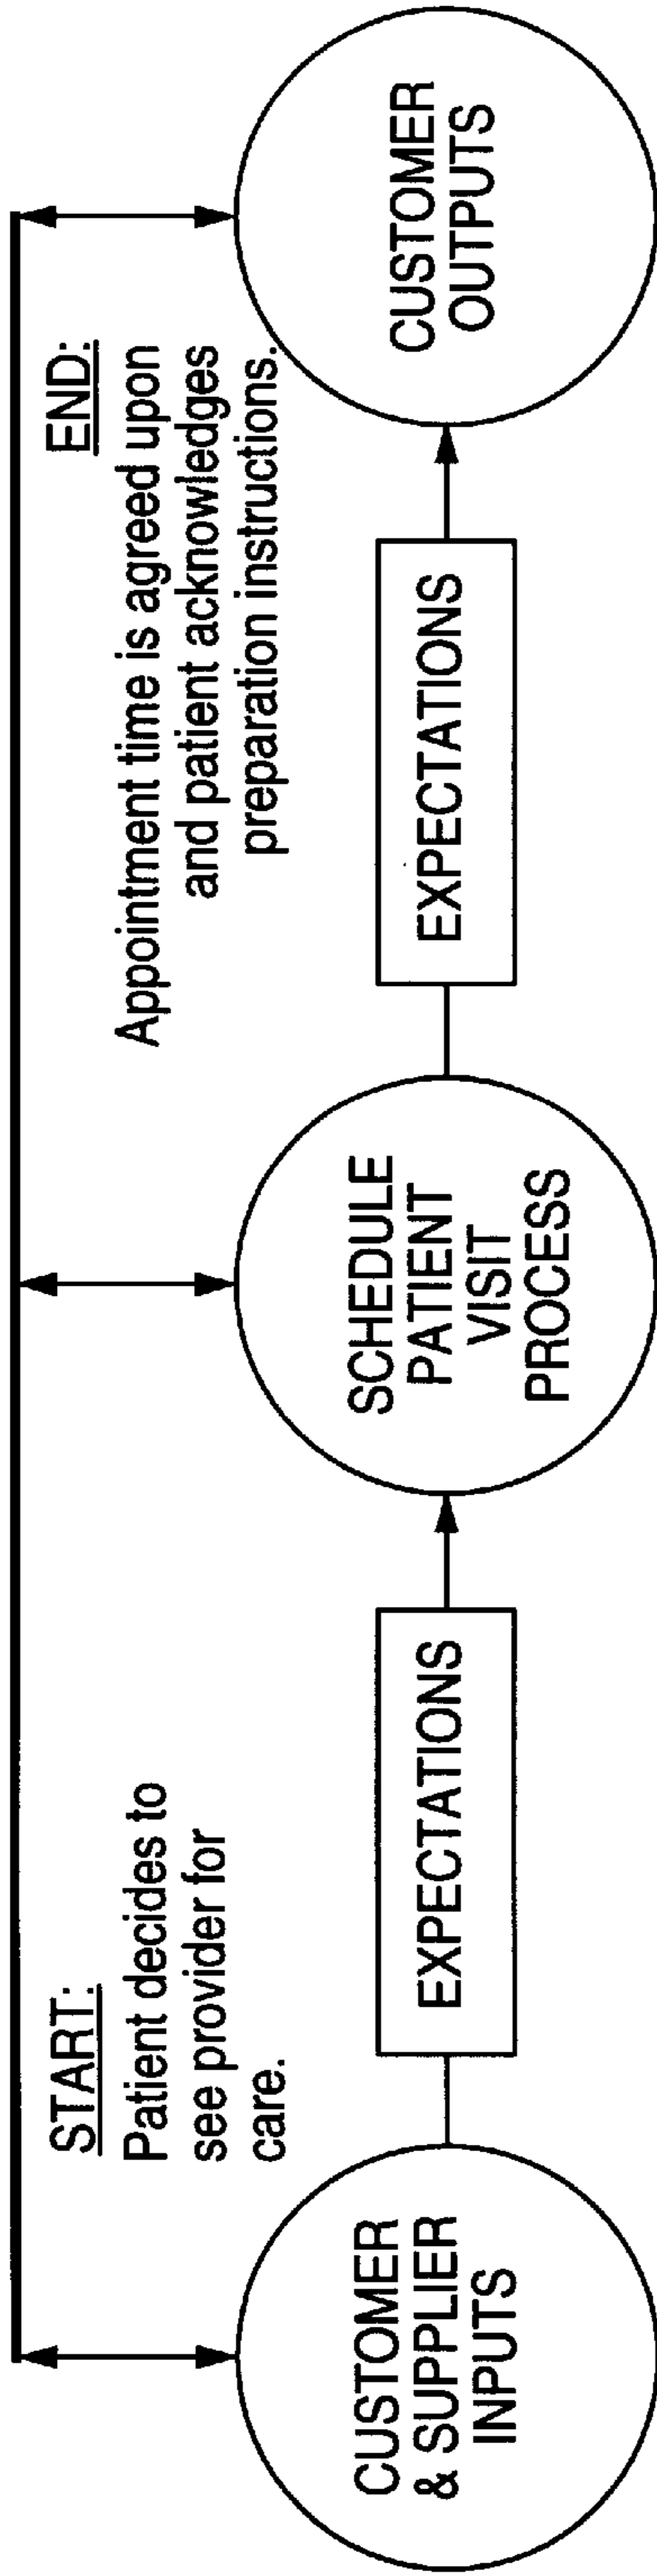 START:
Patient decides to
see provider for
care.
END:
Appointment time is agreed upon
and patient acknowledges
preparation instructions.
CUSTOMER
& SUPPLIER
INPUTS
EXPECTATIONS
SCHEDULE
PATIENT
VISIT
PROCESS
EXPECTATIONS
CUSTOMER
OUTPUTS